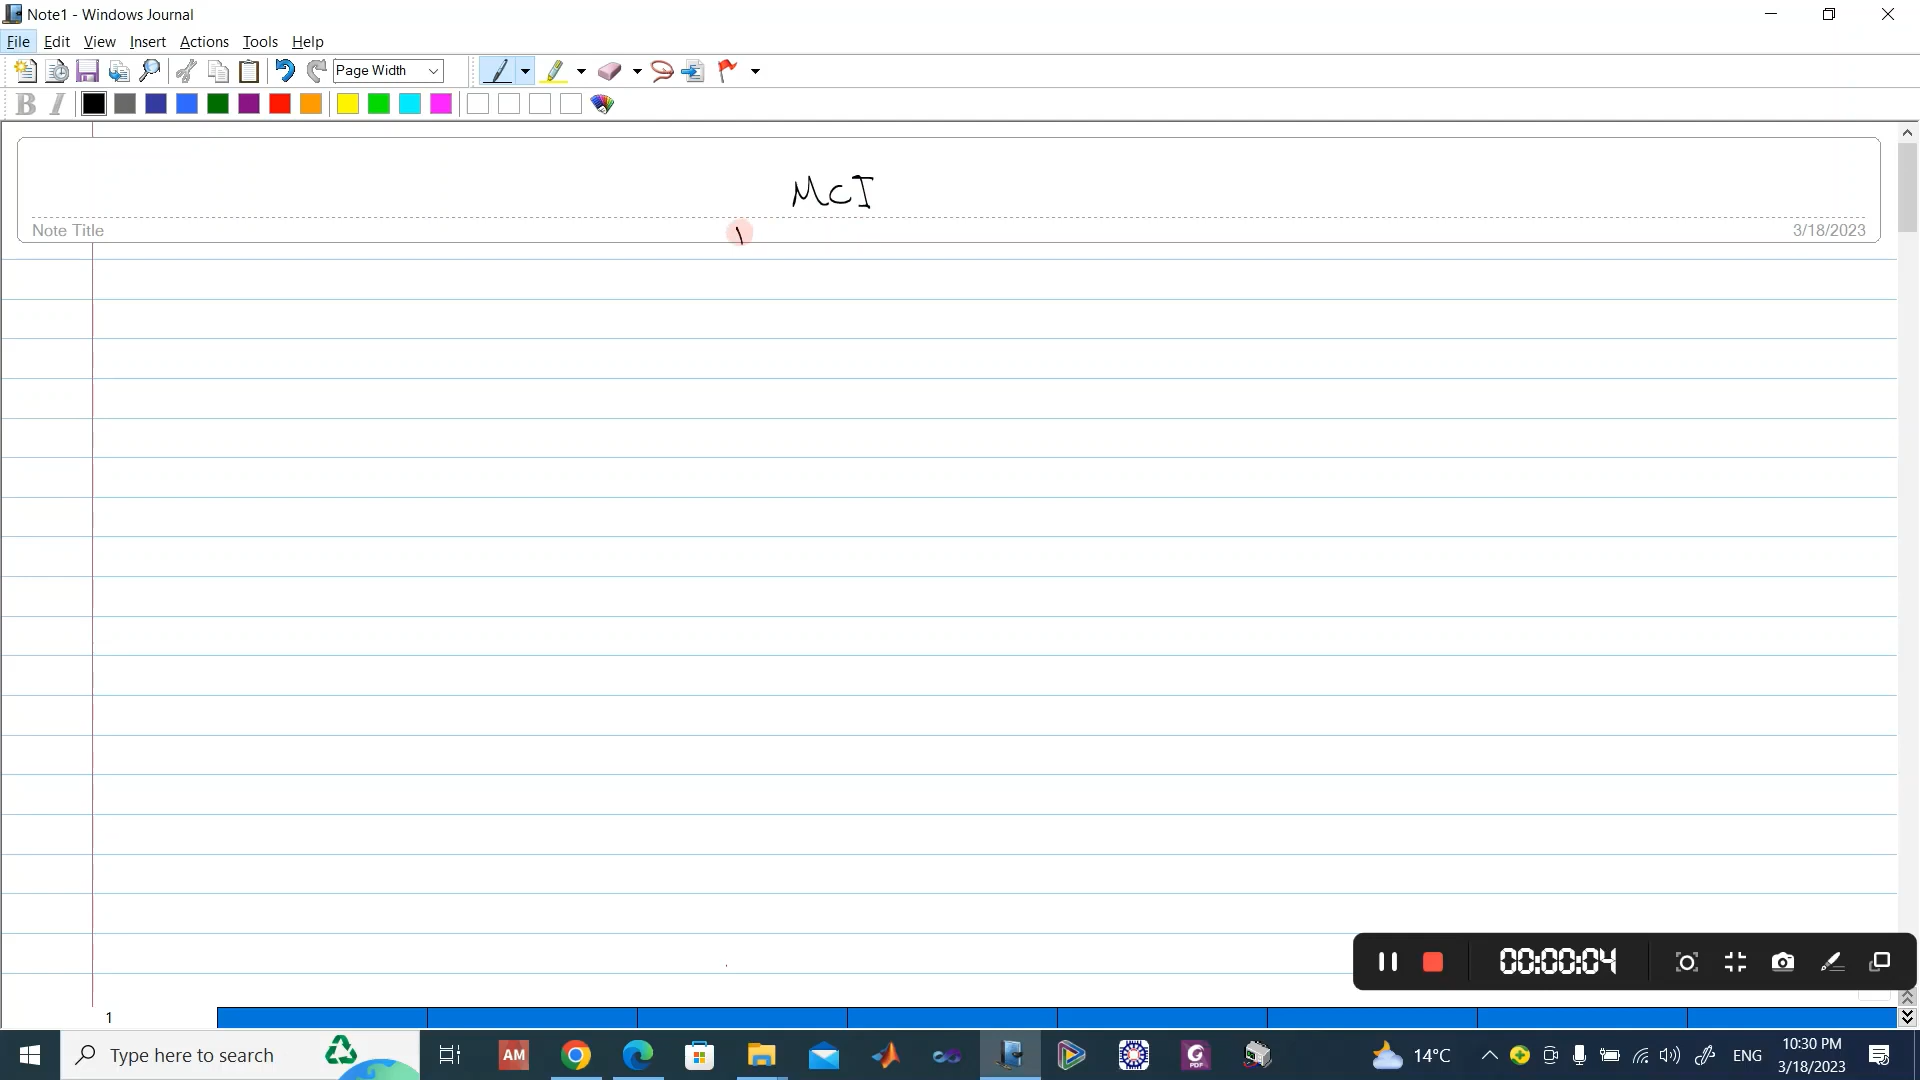 Note1 - Windows Journal
File Edit View Insert Actions Tools Help
Page Width
B I
McI
Note Title 3/18/2023
00:00:04
1
Type here to search AM PDF 14°C ENG 10:30 PM
3/18/2023